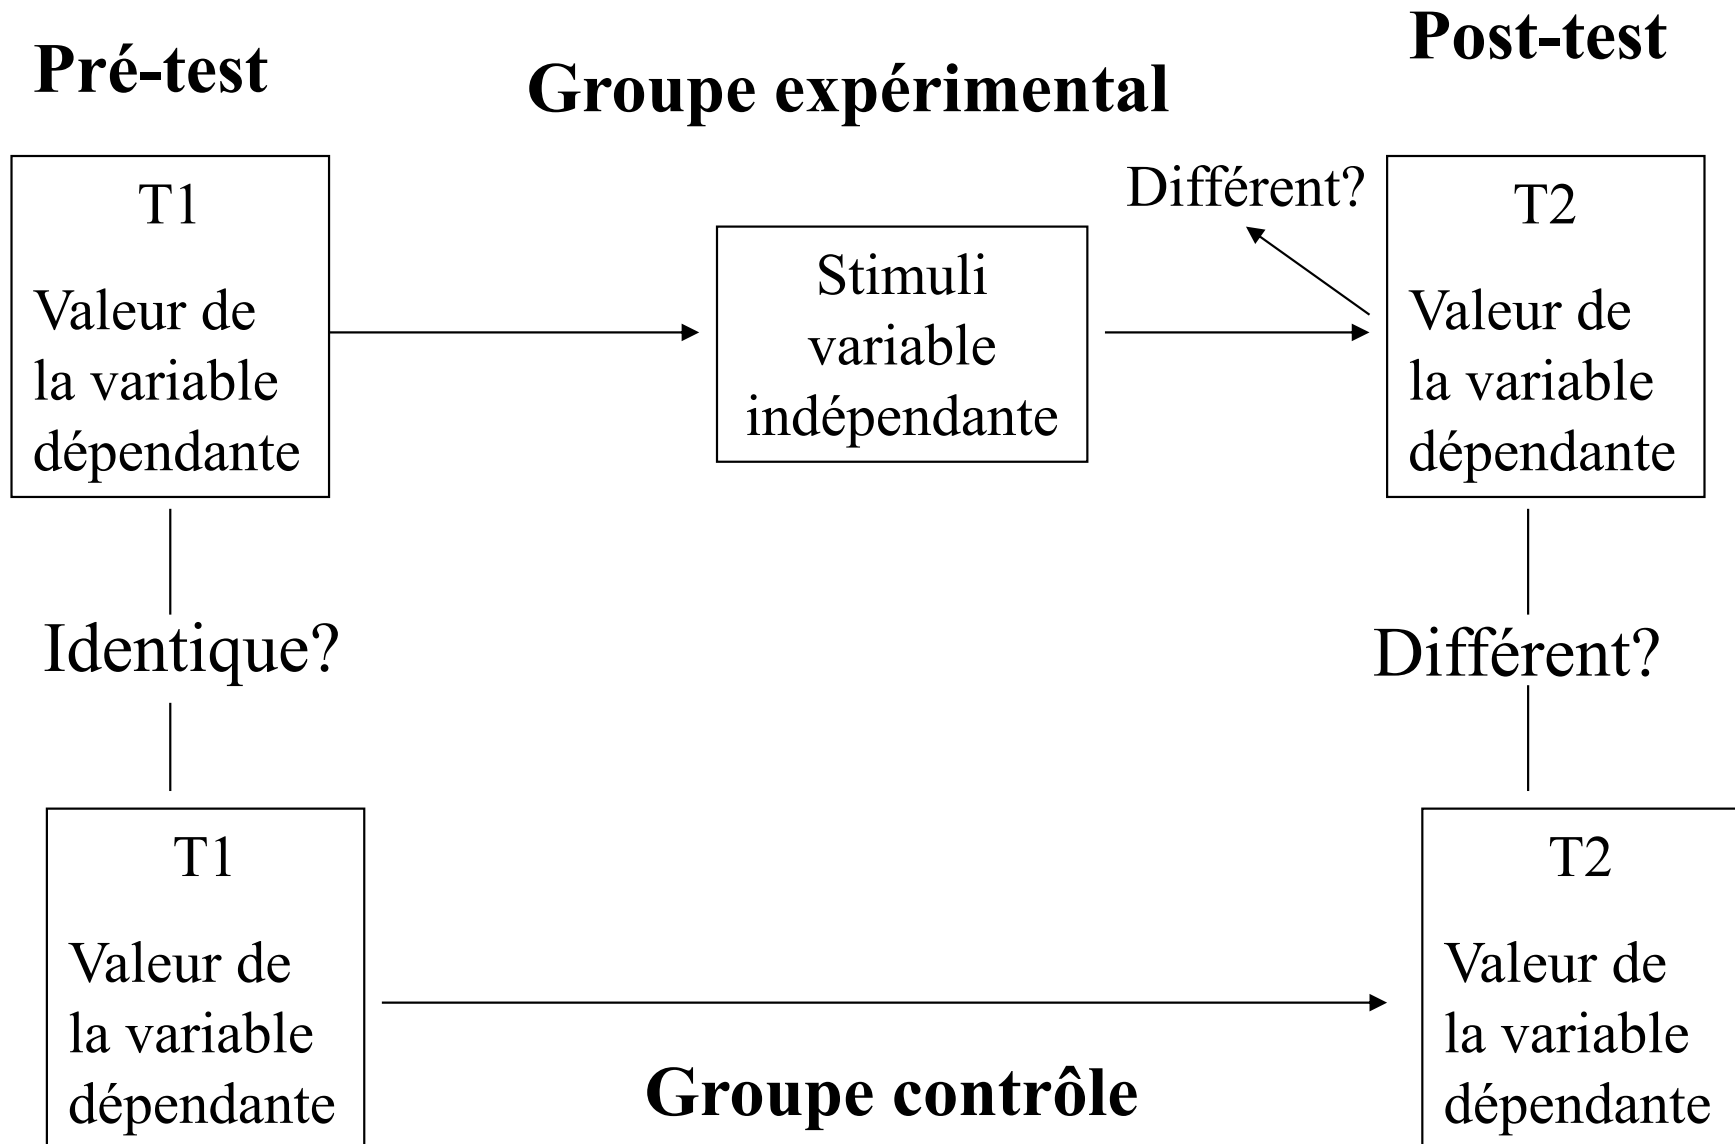 Pré-test
Groupe expérimental
Post-test
T1
Valeur de
la variable
dépendante
Stimuli
variable
indépendante
Différent?
T2
Valeur de
la variable
dépendante
Identique?
Différent?
T1
Valeur de
la variable
dépendante
Groupe contrôle
T2
Valeur de
la variable
dépendante